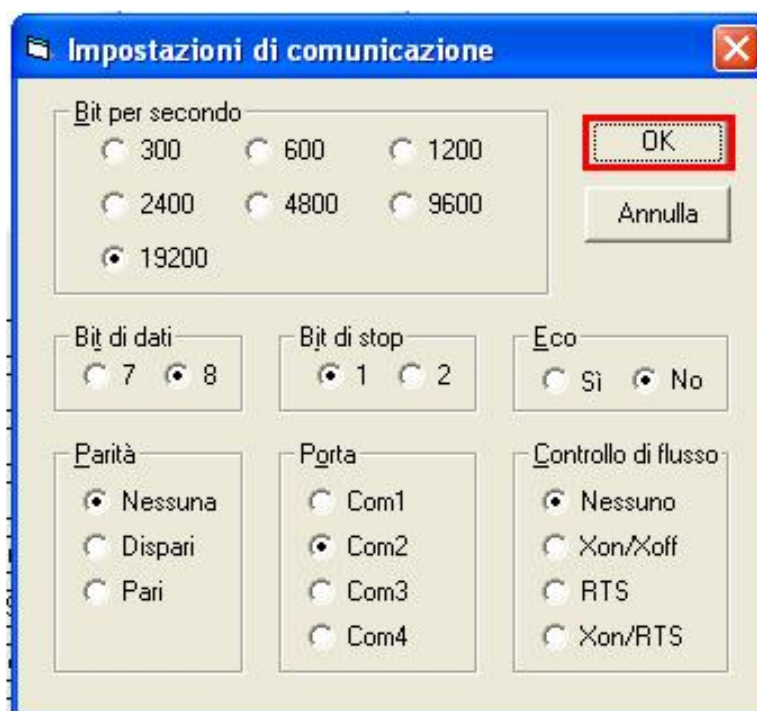 Impostazioni di comunicazione
Bit per secondo
300 600 1200
2400 4800 9600
19200
OK
Annulla
Bit di dati
7 8
Bit di stop
1 2
Eco
Sì No
Parità
Nessuna
Dispari
Pari
Porta
Com1
Com2
Com3
Com4
Controllo di flusso
Nessuno
Xon/Xoff
RTS
Xon/RTS